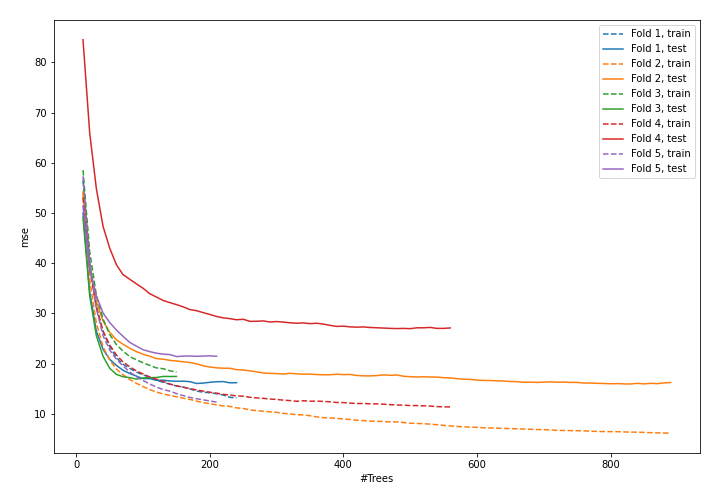 Fold 1, train
Fold 1, test
Fold 2, train
Fold 2, test
Fold 3, train
Fold 3, test
Fold 4, train
Fold 4, test
Fold 5, train
Fold 5, test
80
70
60
50
40
30
20
10
mse
0
200
400
600
800
#Trees